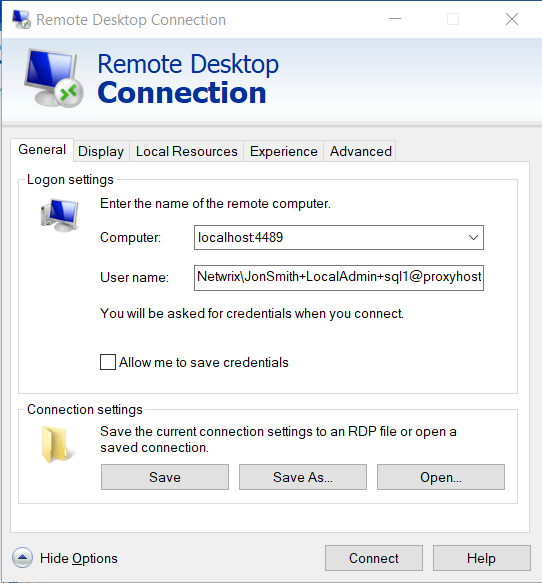 Remote Desktop Connection
Remote Desktop
Connection
General Display Local Resources Experience Advanced
Logon settings
Enter the name of the remote computer.
Computer: localhost:4489
User name: Netwrix\JonSmith+LocalAdmin+sql1@proxyhost
You will be asked for credentials when you connect.
Allow me to save credentials
Connection settings
Save the current connection settings to an RDP file or open a
saved connection.
Save Save As... Open...
Hide Options Connect Help